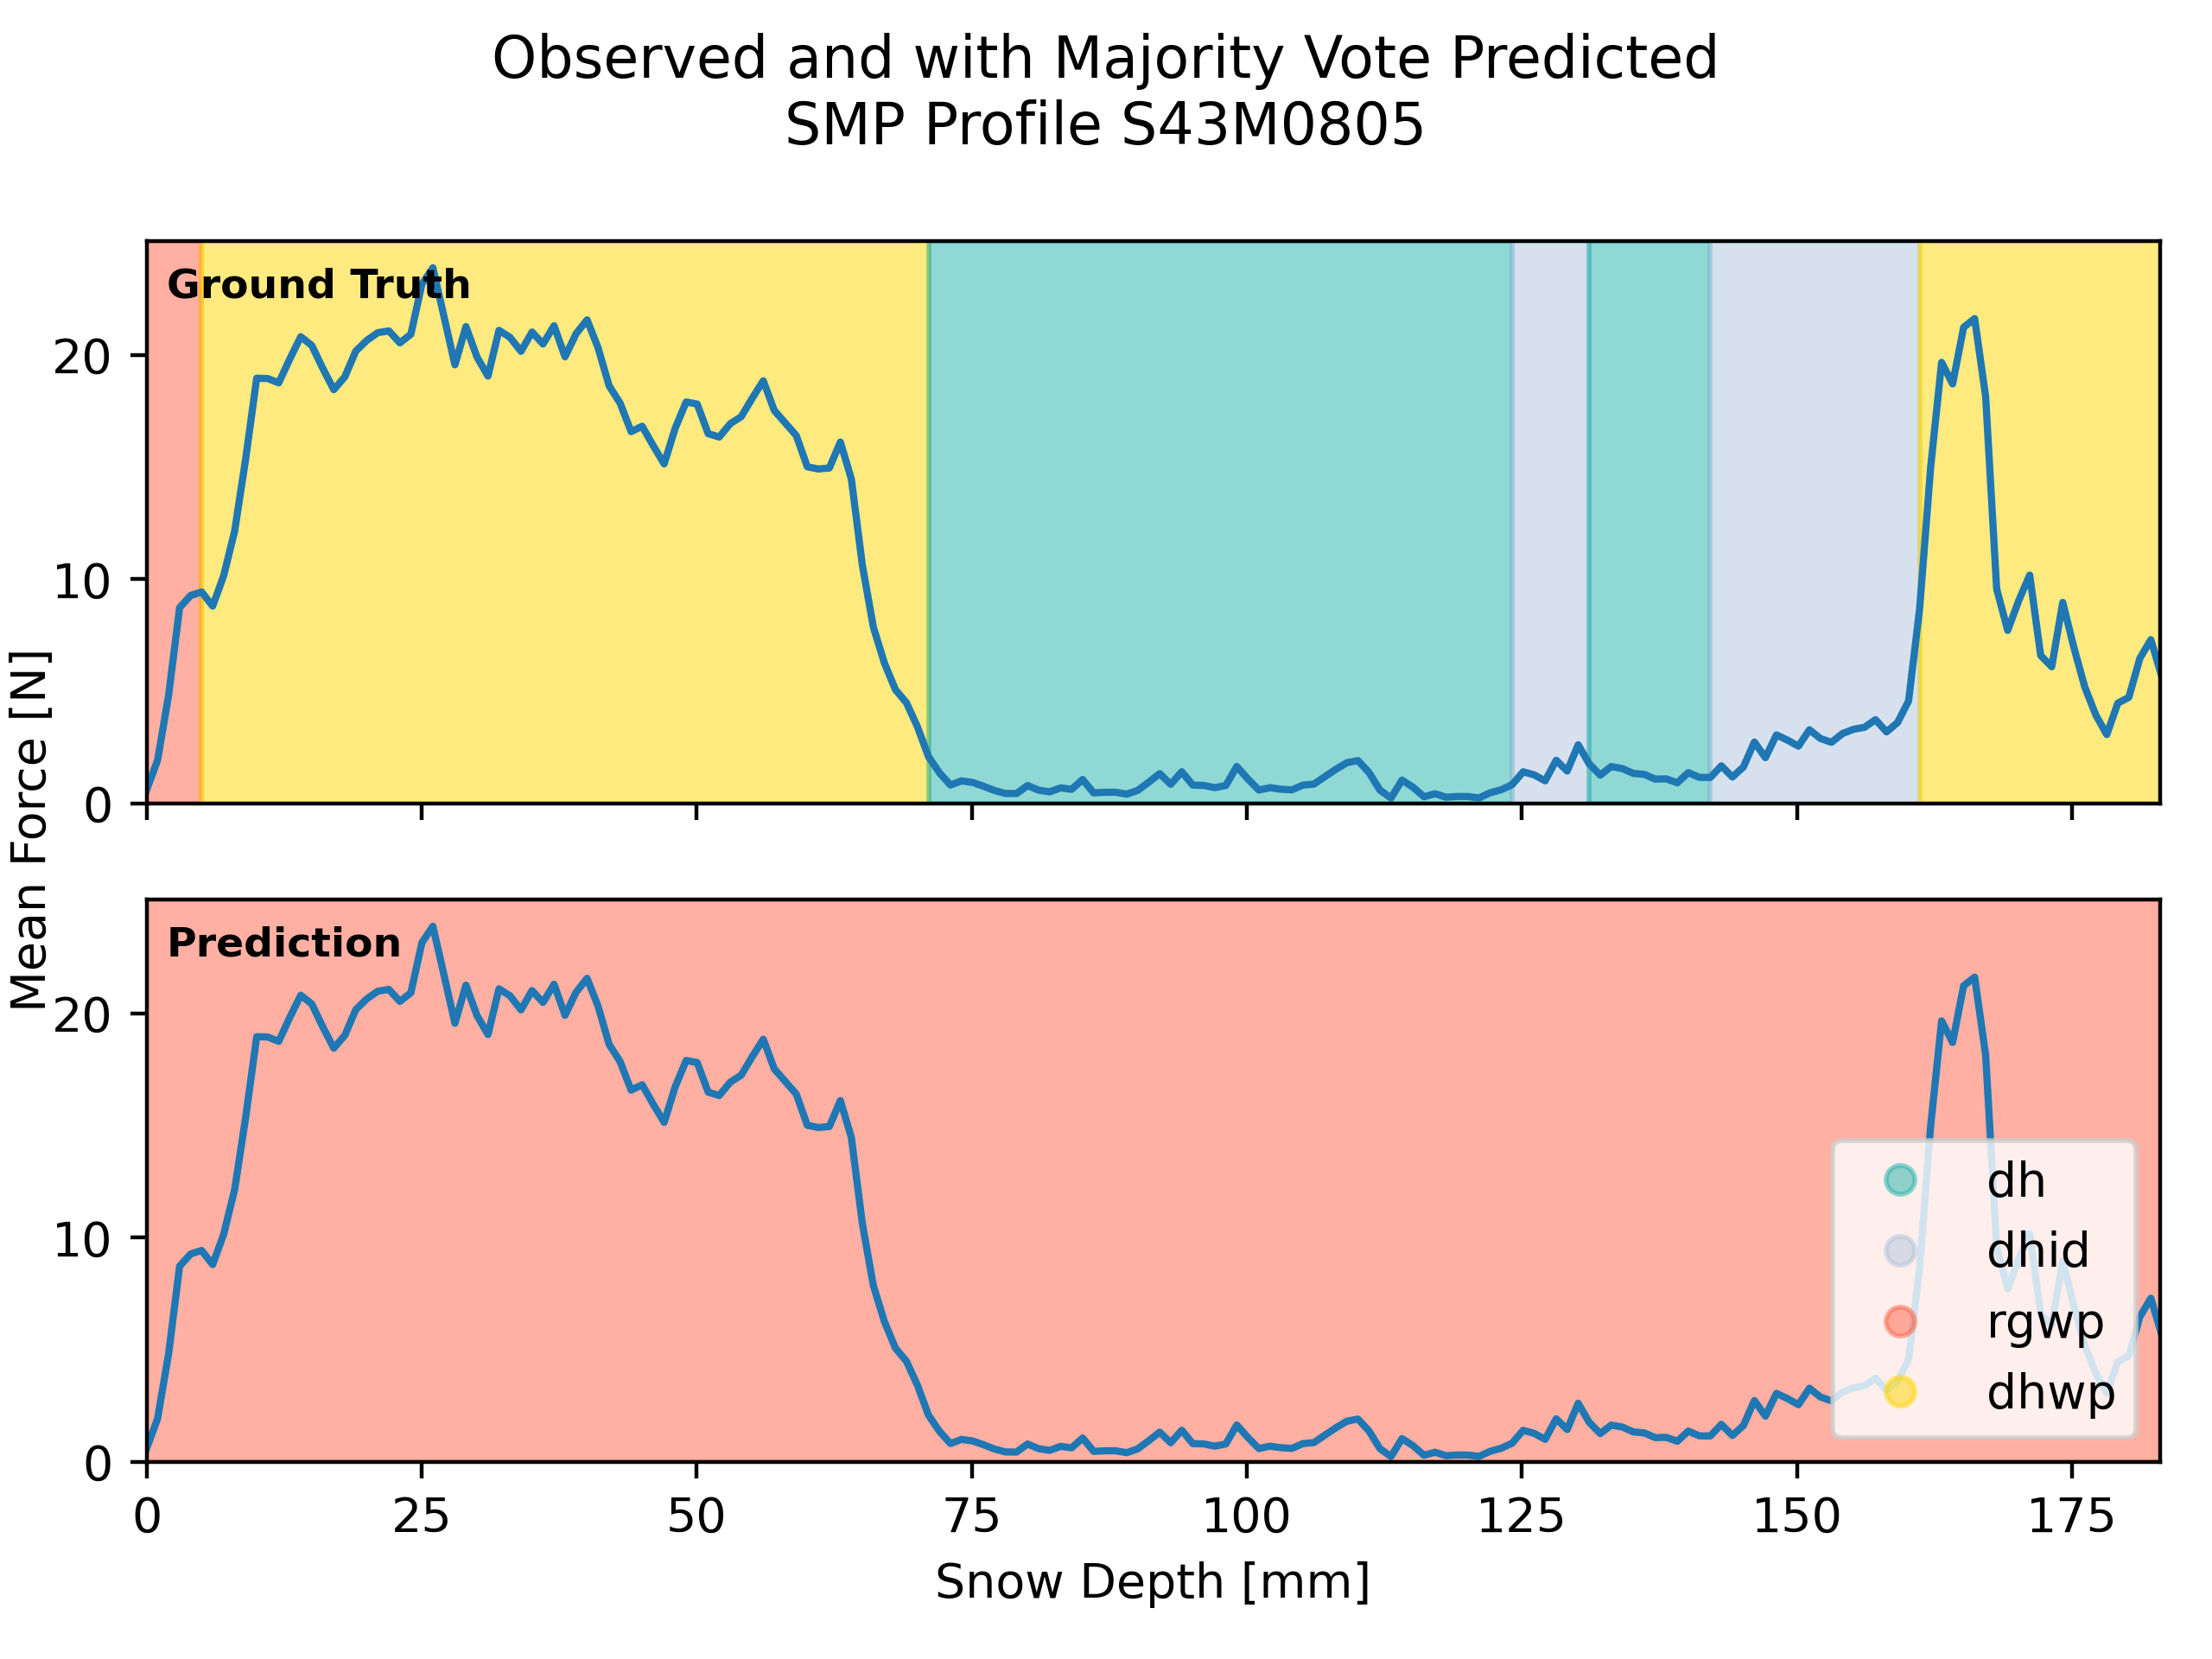 Observed and with Majority Vote Predicted
SMP Profile S43M0805
Ground Truth
20
10
0
Mean Force [N]
Prediction
20
10
0
dh
dhid
rgwp
dhwp
0 25 50 75 100 125 150 175
Snow Depth [mm]